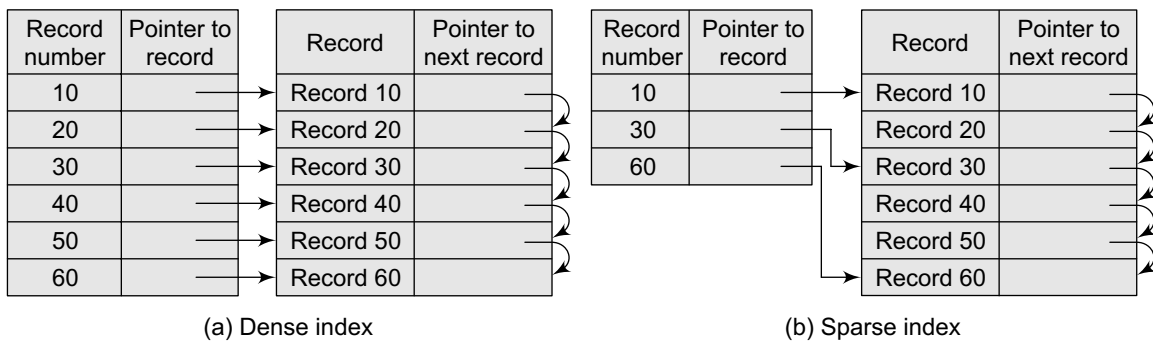 Record number Pointer to record Record Pointer to next record
10 Record 10
20 Record 20
30 Record 30
40 Record 40
50 Record 50
60 Record 60
(a) Dense index
Record number Pointer to record Record Pointer to next record
10 Record 10
30 Record 20
60 Record 30
Record 40
Record 50
Record 60
(b) Sparse index